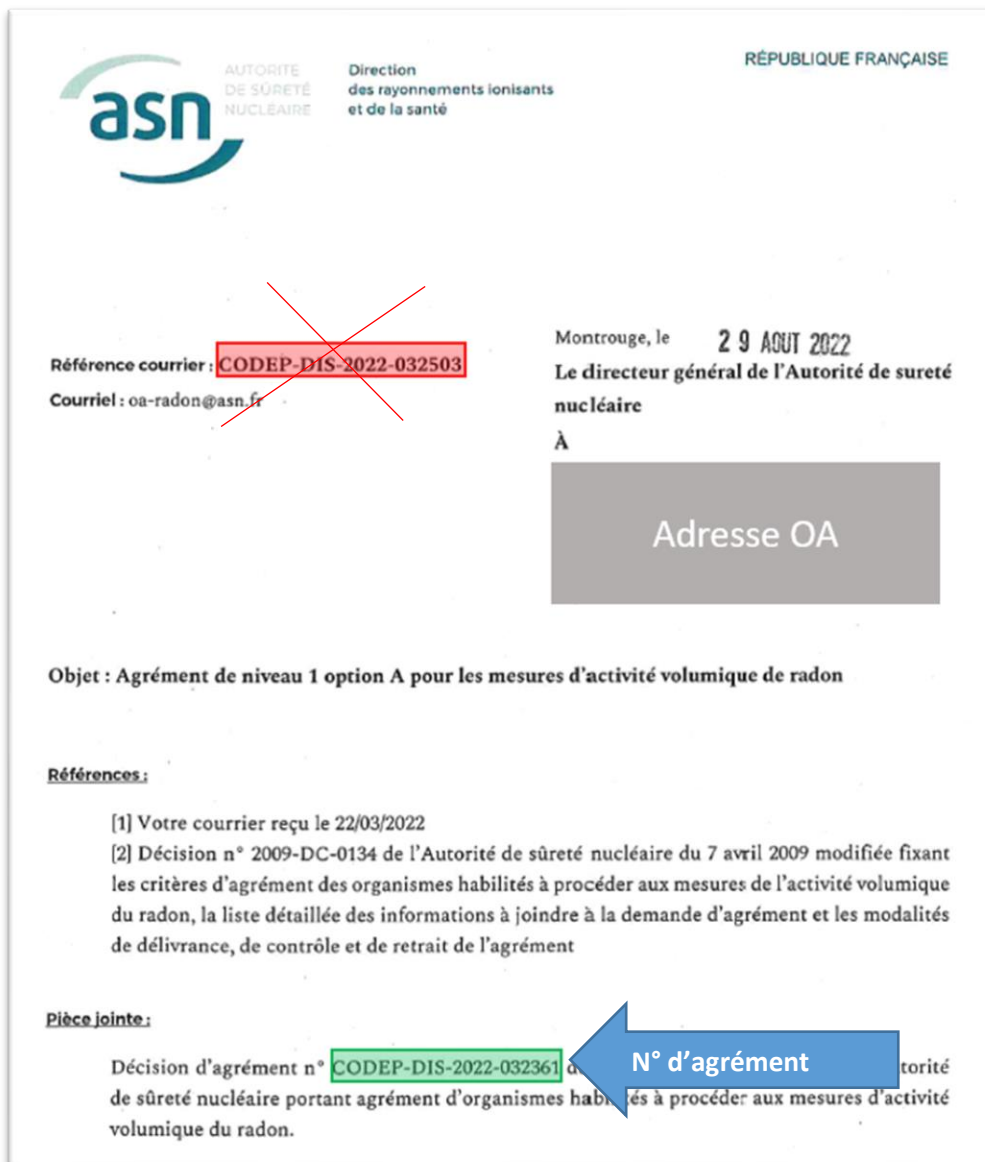 asn
AUTORITE
DE SÛRETÉ
NUCLÉAIRE
Direction
des rayonnements ionisants
et de la santé
RÉPUBLIQUE FRANÇAISE
Référence courrier : CODEP-DIS-2022-032503
Courriel : oa-radon@asn.fr
Montrouge, le 29 AOUT 2022
Le directeur général de l'Autorité de sureté
nucléaire
À
Adresse OA
Objet : Agrément de niveau 1 option A pour les mesures d'activité volumique de radon
Références :
[1] Votre courrier reçu le 22/03/2022
[2] Décision n° 2009-DC-0134 de l'Autorité de sûreté nucléaire du 7 avril 2009 modifiée fixant
les critères d'agrément des organismes habilités à procéder aux mesures de l'activité volumique
du radon, la liste détaillée des informations à joindre à la demande d'agrément et les modalités
de délivrance, de contrôle et de retrait de l'agrément
Pièce jointe :
Décision d'agrément n° CODEP-DIS-2022-032361 torité
N° d'agrément
de sûreté nucléaire portant agrément d'organismes habilités à procéder aux mesures d'activité
volumique du radon.